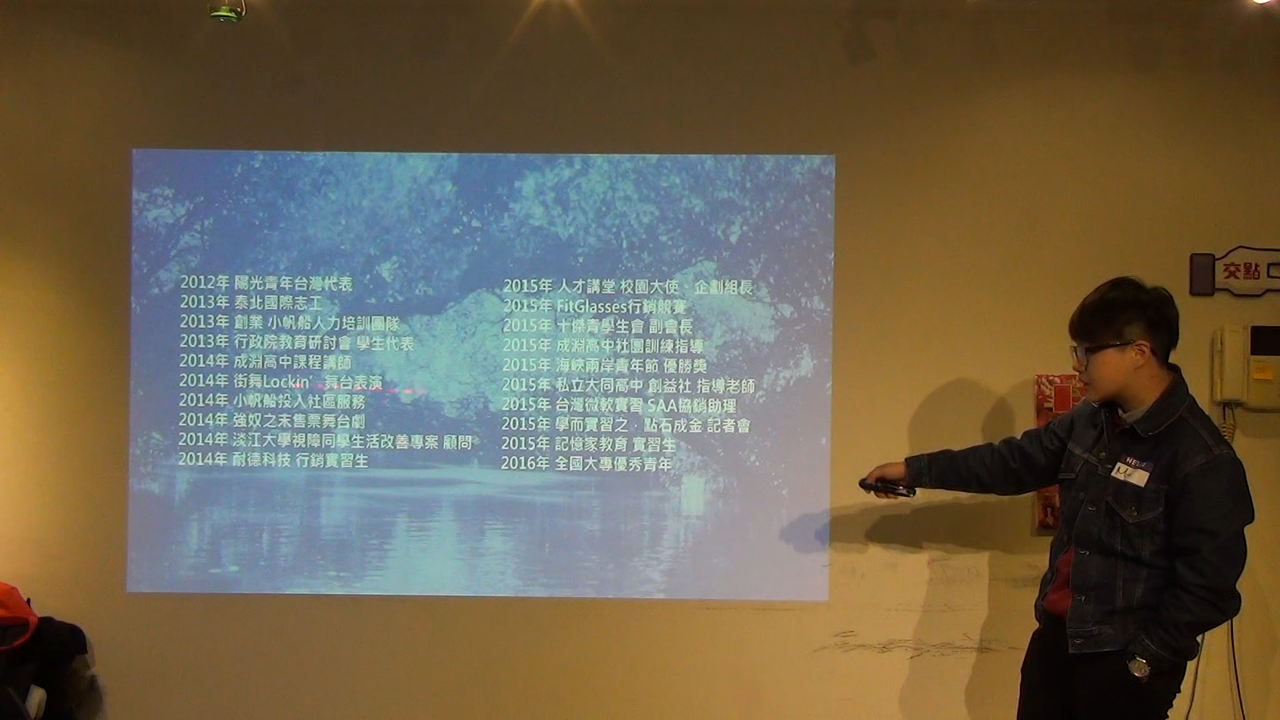 2012年 陽光青年台灣代表
2013年 泰北國際志工
2013年 創業 小帆船人力培訓團隊
2013年 行政院教育研討會 學生代表
2014年 成淵高中課程講師
2014年 街舞Lockin’舞台表演
2014年 小帆船投入社區服務
2014年 強奴之末售票舞台劇
2014年 淡江大學視障同學生活改善專案 顧問
2014年 耐德科技 行銷實習生
2015年 人才講堂 校園大使、企劃組長
2015年 FitGlasses行銷競賽
2015年 十傑青學生會 副會長
2015年 成淵高中社團訓練指導
2015年 海峽兩岸青年節 優勝獎
2015年 私立大同高中 創益社 指導老師
2015年 台灣微軟實習 SAA協銷助理
2015年 學而實習之．點石成金 記者會
2015年 記憶家教育 實習生
2016年 全國大專優秀青年
交點